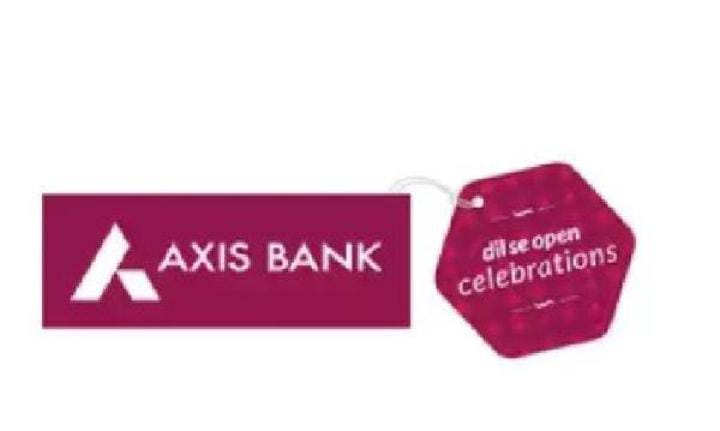 AXIS BANK
dil se open
celebrations